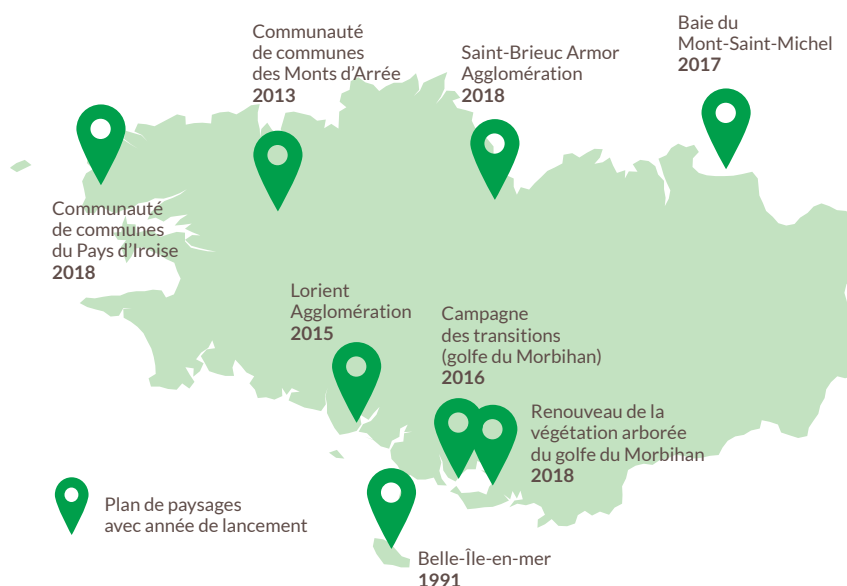 Communauté
de communes
des Monts d'Arrée
2013
Saint-Brieuc Armor
Agglomération
2018
Baie du
Mont-Saint-Michel
2017
Communauté
de communes
du Pays d'Iroise
2018
Lorient
Agglomération
2015
Campagne
des transitions
(golfe du Morbihan)
2016
Renouveau de la
végétation arborée
du golfe du Morbihan
2018
Plan de paysages
avec année de lancement
Belle-Île-en-mer
1991